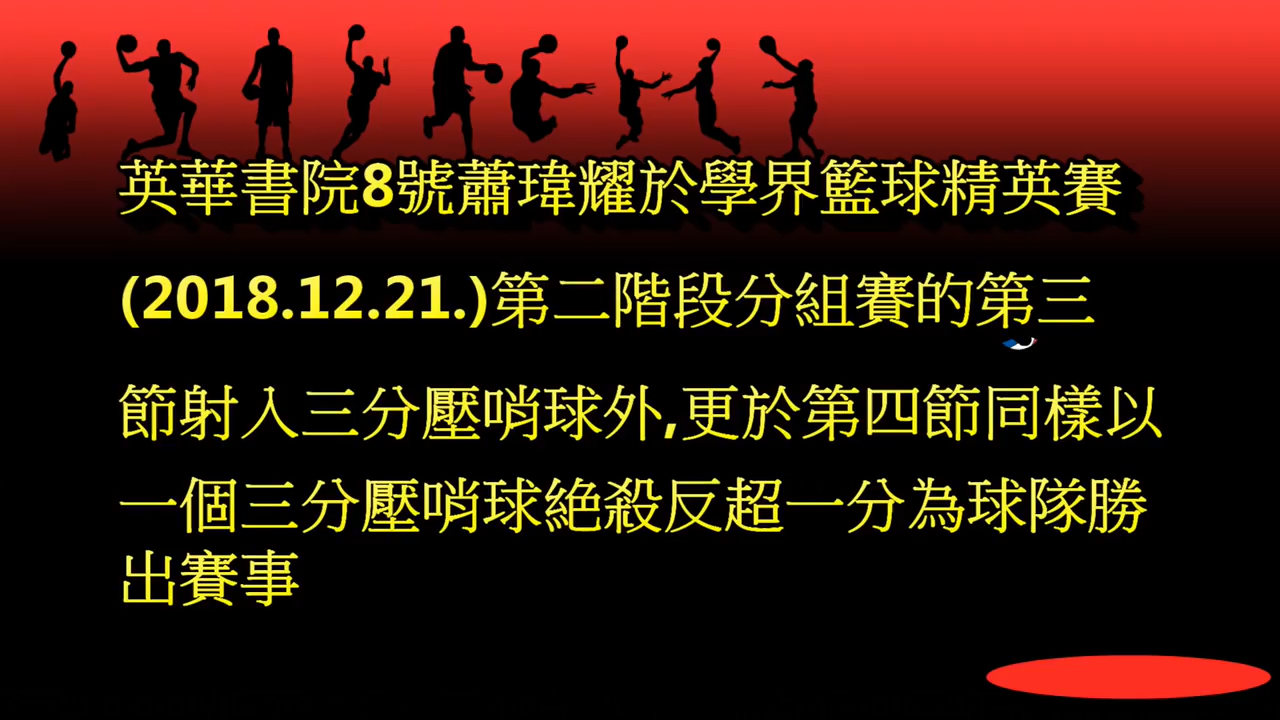 英華書院8號蕭瑋耀於學界籃球精英賽
(2018.12.21.)第二階段分組賽的第三
節射入三分壓哨球外,更於第四節同樣以
一個三分壓哨球絕殺反超一分為球隊勝
出賽事